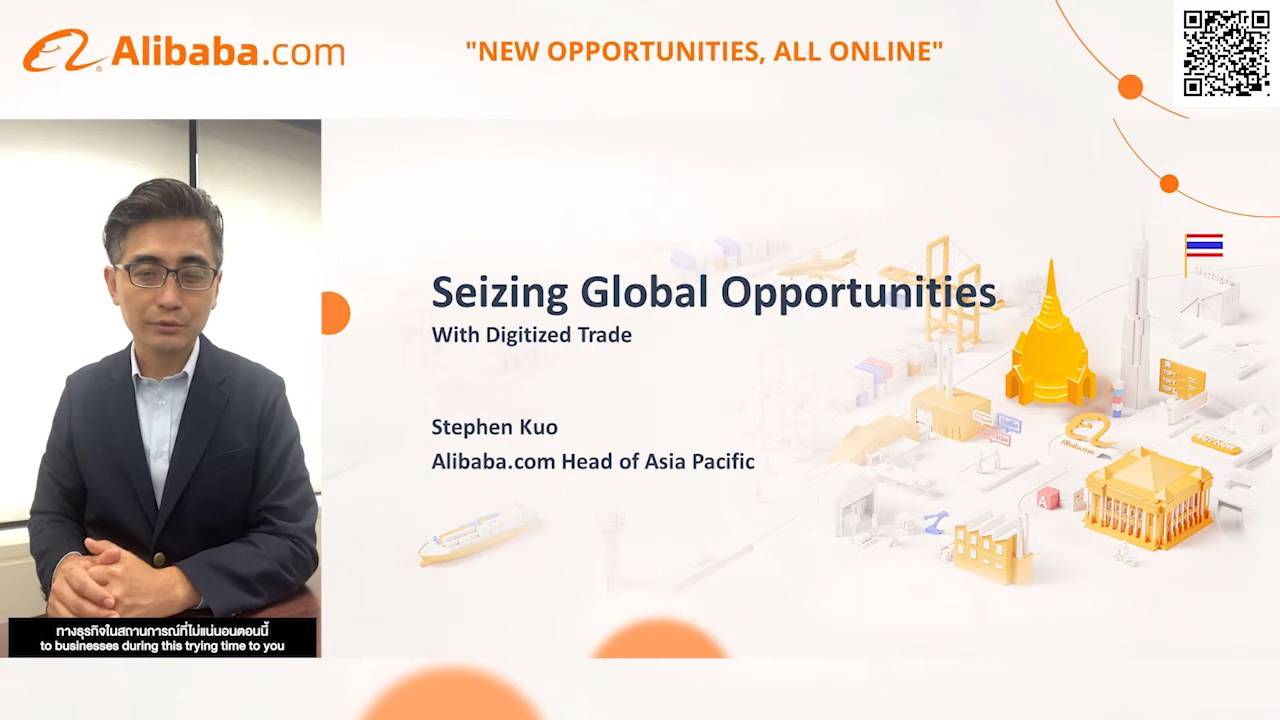 Alibaba.com
"NEW OPPORTUNITIES, ALL ONLINE"
Seizing Global Opportunities
With Digitized Trade
Stephen Kuo
Alibaba.com Head of Asia Pacific
Alibaba.com
A
ทางธุรกิจในสถานการณ์ที่ไม่แน่นอนตอนนี้
to businesses during this trying time to you